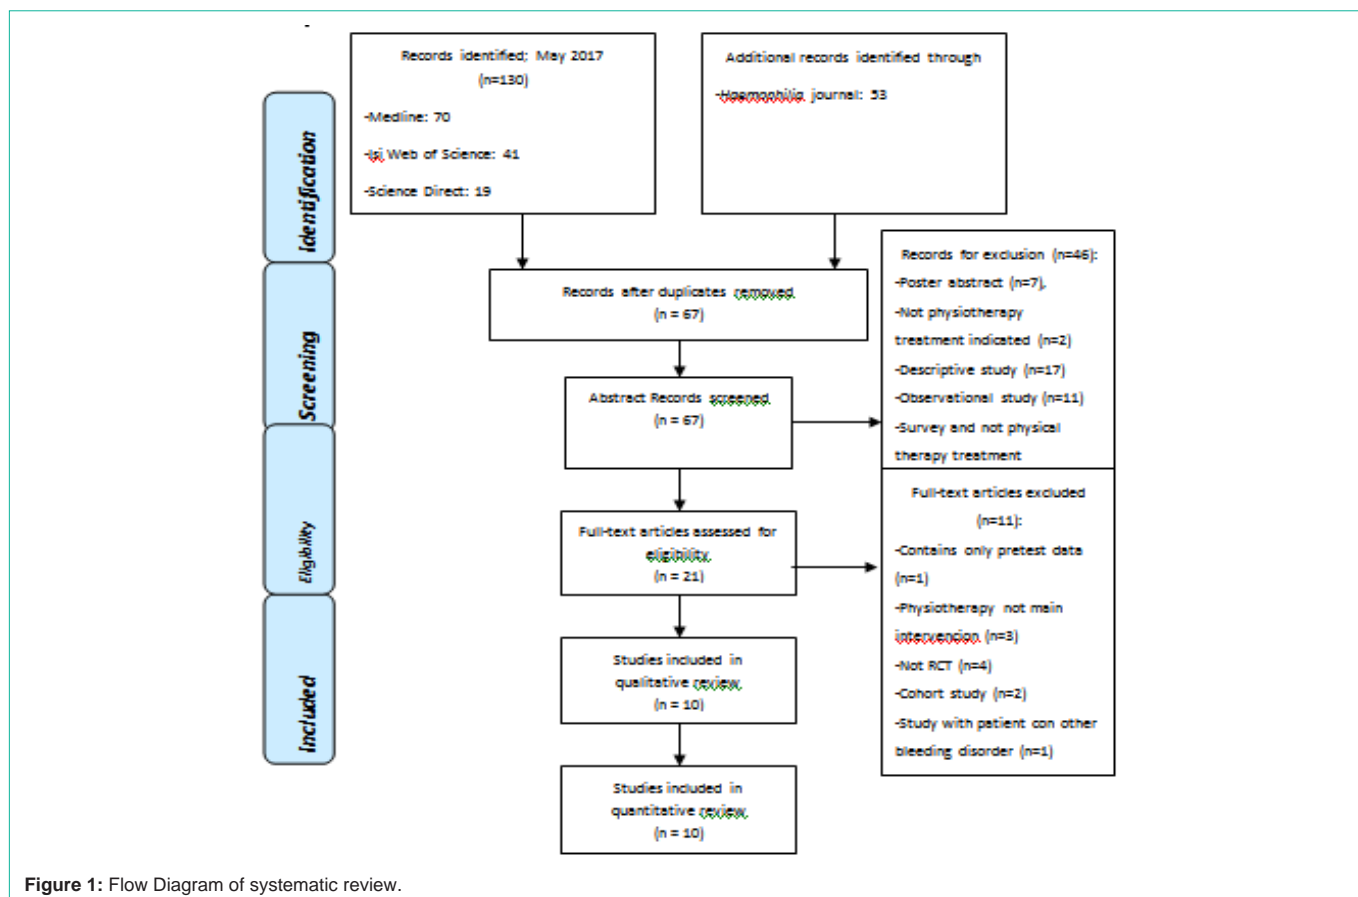 Records identified; May 2017
(n=130)
-Medline: 70
-Isi Web of Science: 41
-Science Direct: 19
Additional records identified through
-Haemophilia journal: 53
Identification
Records after duplicates removed
(n = 67)
Records for exclusion (n=46):
-Poster abstract (n=7),
-Not physiotherapy
treatment indicated (n=2)
-Descriptive study (n=17)
-Observational study (n=11)
-Survey and not physical
therapy treatment
Screening
Abstract Records screened
(n = 67)
Full-text articles assessed for
eligibility
(n = 21)
Full-text articles excluded
(n=11):
-Contains only pretest data
(n=1)
-Physiotherapy not main
intervencion (n=3)
-Not RCT (n=4)
-Cohort study (n=2)
-Study with patient con other
bleeding disorder (n=1)
Eligibility
Studies included in
qualitative review
(n = 10)
Included
Studies included in
quantitative review
(n = 10)
Figure 1: Flow Diagram of systematic review.